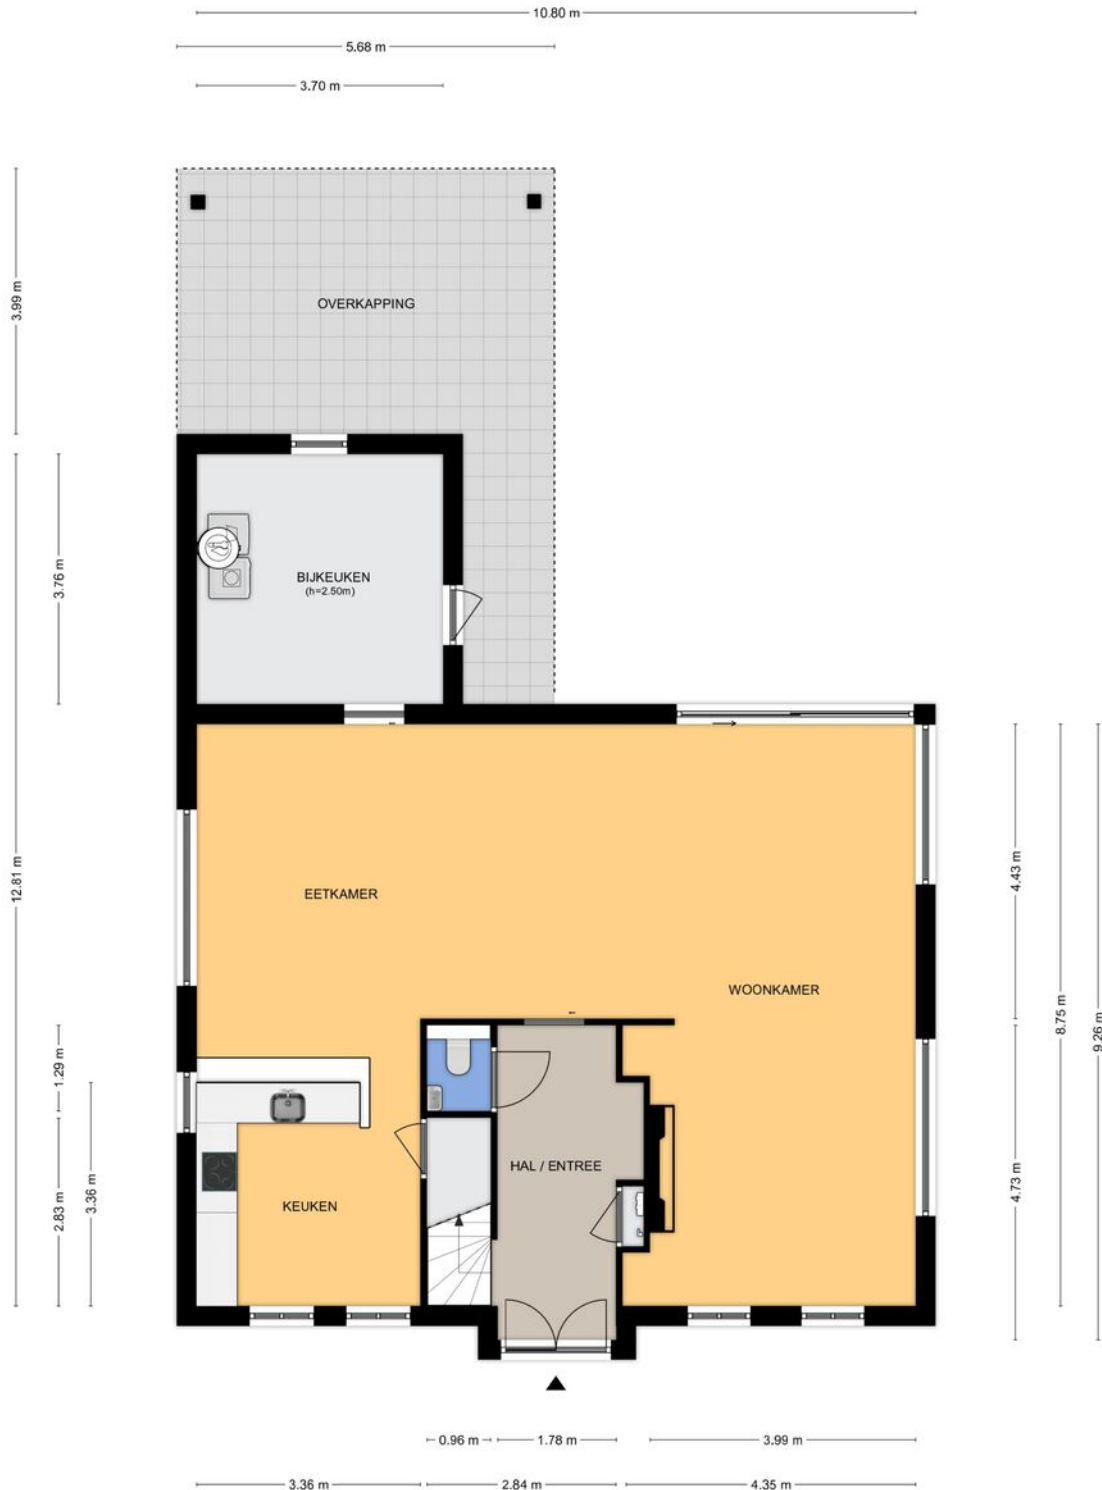 10.80 m
5.68 m
3.70 m
3.99 m
OVERKAPPING
12.81 m
3.76 m
BIJKEUKEN
(h=2.50m)
EETKAMER
WOONKAMER
4.43 m
8.75 m
9.26 m
1.29 m
2.83 m
3.36 m
KEUKEN
HAL / ENTREE
4.73 m
0.96 m
1.78 m
3.99 m
3.36 m
2.84 m
4.35 m